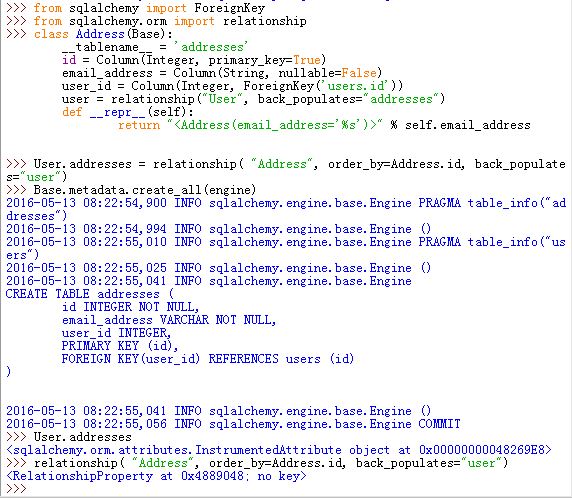 >>> from sqlalchemy import ForeignKey
>>> from sqlalchemy.orm import relationship
>>> class Address(Base):
        __tablename__ = 'addresses'
        id = Column(Integer, primary_key=True)
        email_address = Column(String, nullable=False)
        user_id = Column(Integer, ForeignKey('users.id'))
        user = relationship("User", back_populates="addresses")
        def __repr__(self):
                return "<Address(email_address='%s')>" % self.email_address
>>> User.addresses = relationship( "Address", order_by=Address.id, back_populate
s="user")
>>> Base.metadata.create_all(engine)
2016-05-13 08:22:54,900 INFO sqlalchemy.engine.base.Engine PRAGMA table_info("ad
dresses")
2016-05-13 08:22:54,994 INFO sqlalchemy.engine.base.Engine ()
2016-05-13 08:22:55,010 INFO sqlalchemy.engine.base.Engine PRAGMA table_info("us
ers")
2016-05-13 08:22:55,025 INFO sqlalchemy.engine.base.Engine ()
2016-05-13 08:22:55,041 INFO sqlalchemy.engine.base.Engine
CREATE TABLE addresses (
        id INTEGER NOT NULL,
        email_address VARCHAR NOT NULL,
        user_id INTEGER,
        PRIMARY KEY (id),
        FOREIGN KEY(user_id) REFERENCES users (id)
)
2016-05-13 08:22:55,041 INFO sqlalchemy.engine.base.Engine ()
2016-05-13 08:22:55,056 INFO sqlalchemy.engine.base.Engine COMMIT
>>> User.addresses
<sqlalchemy.orm.attributes.InstrumentedAttribute object at 0x00000000048269E8>
>>> relationship( "Address", order_by=Address.id, back_populates="user")
<RelationshipProperty at 0x4889048; no key>
>>>